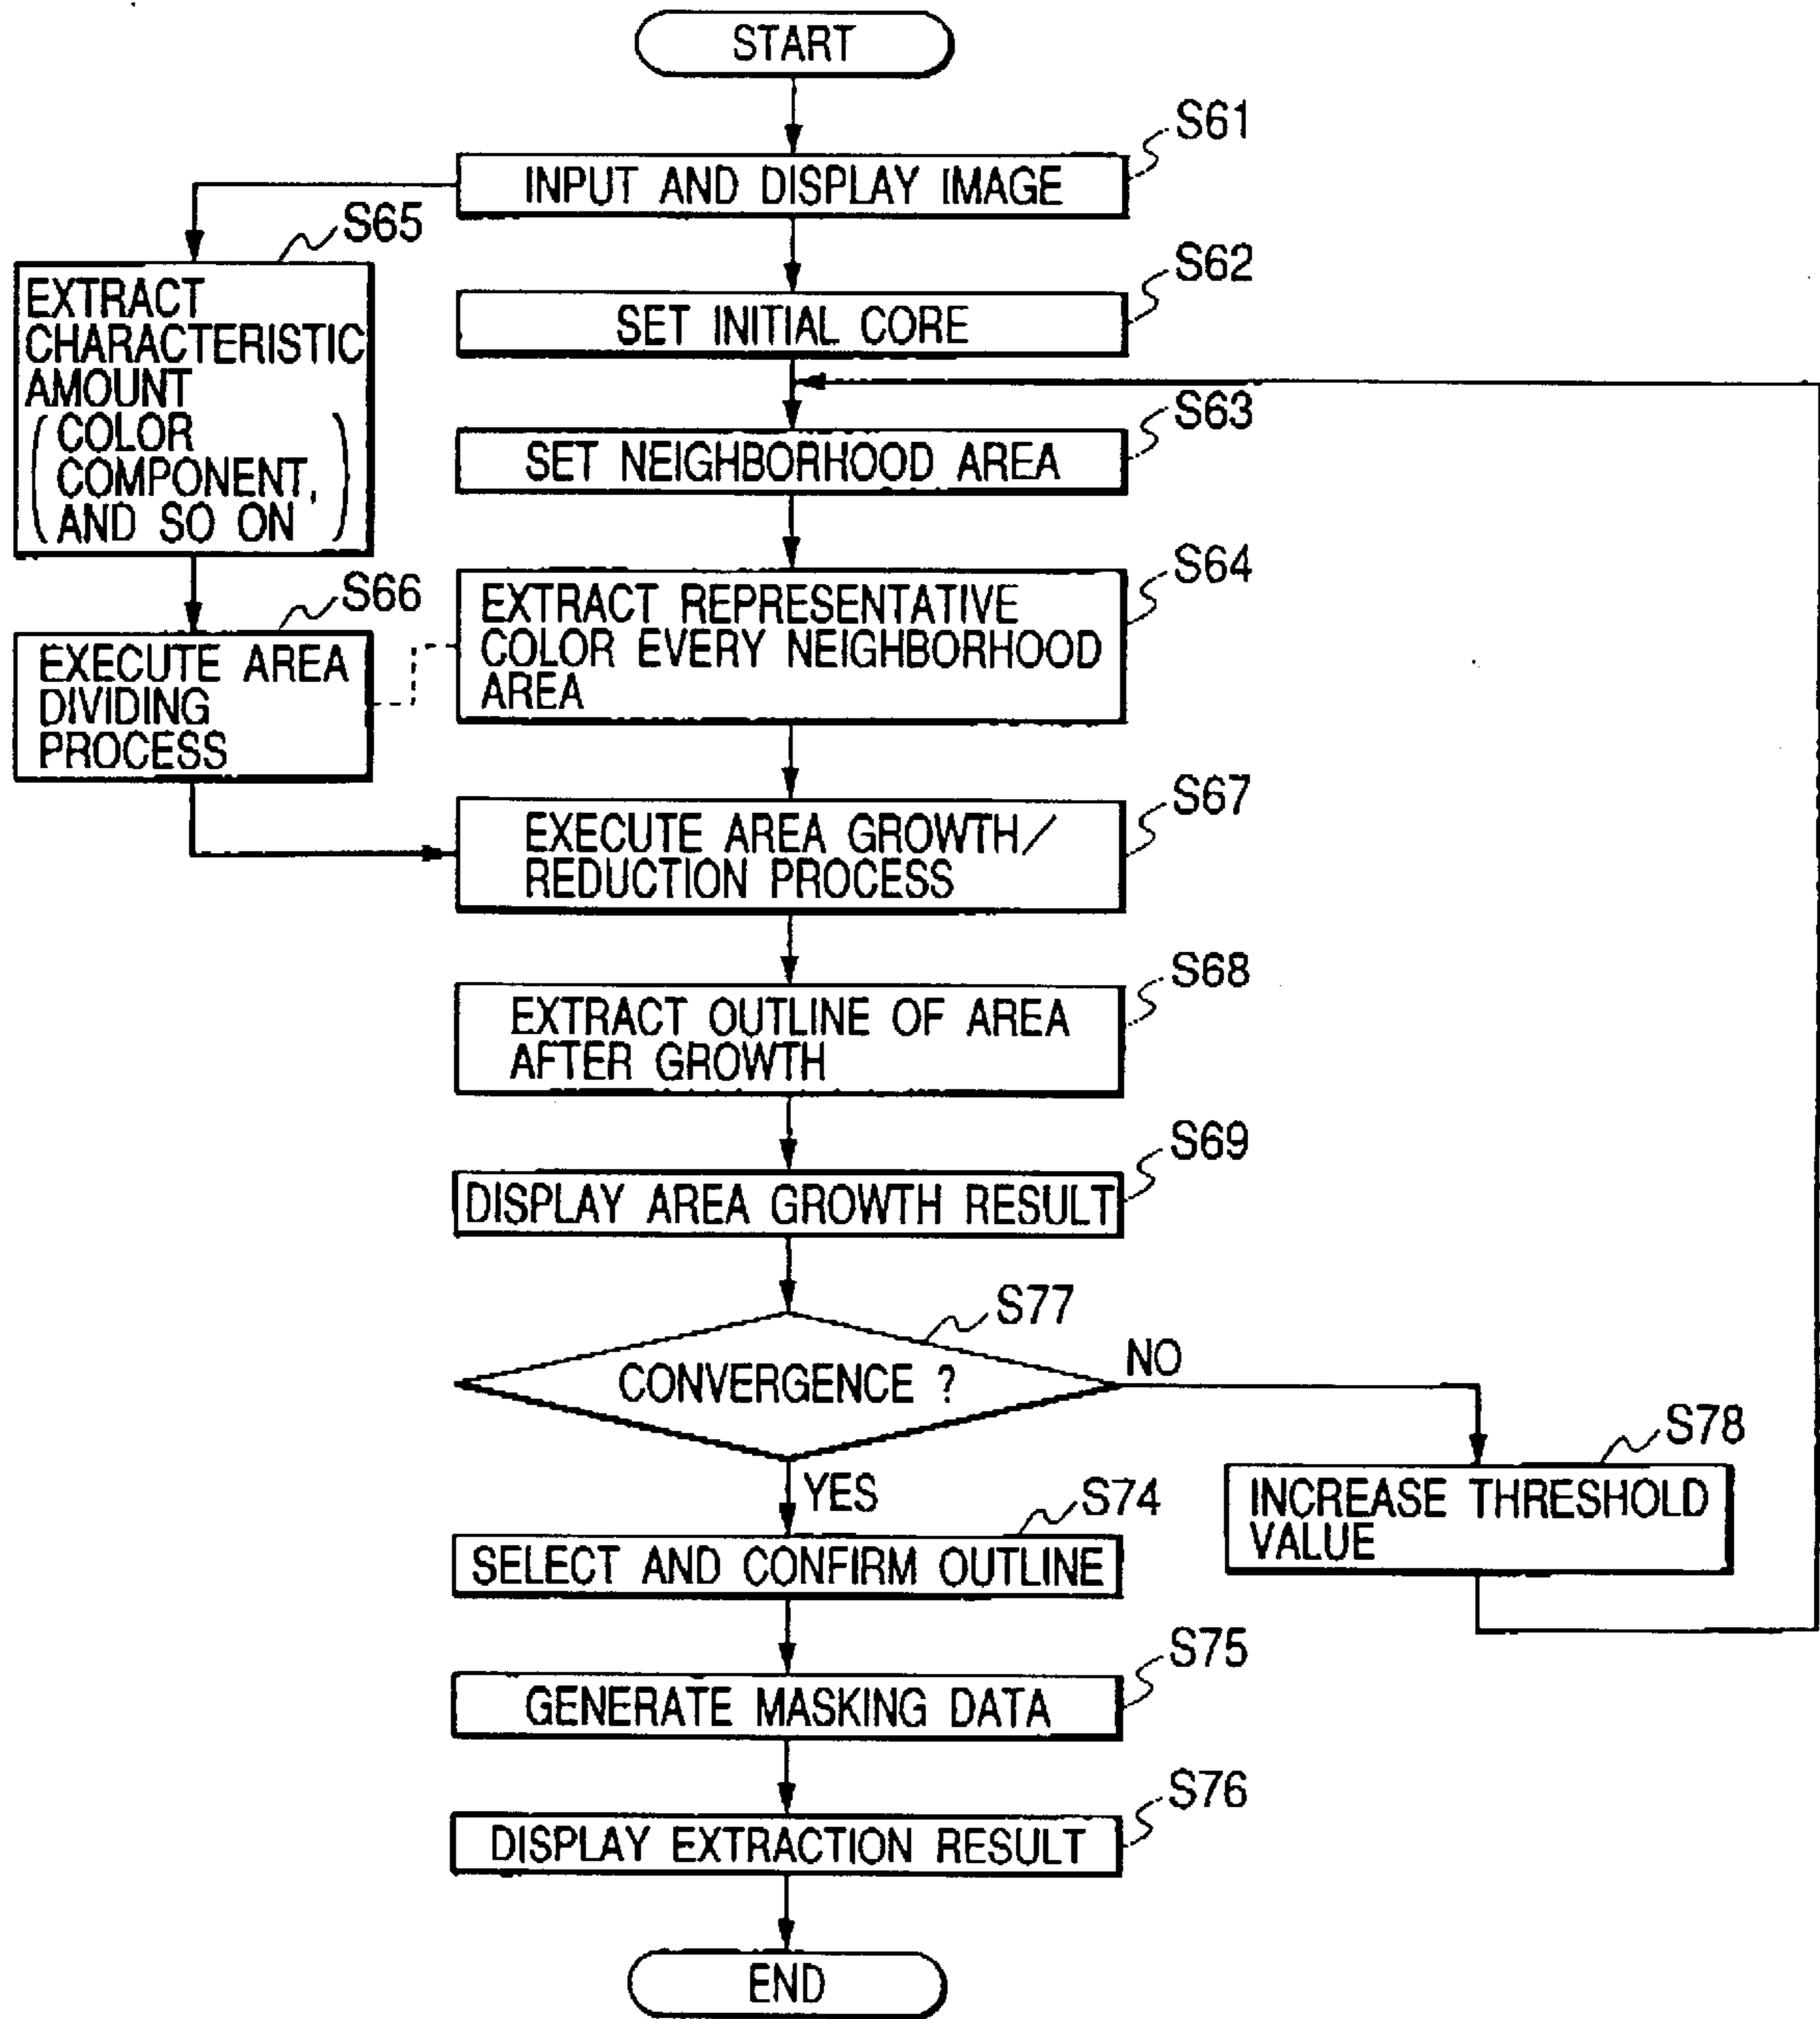 START
S61
INPUT AND DISPLAY IMAGE
S65
EXTRACT
CHARACTERISTIC
AMOUNT
(COLOR
COMPONENT,
AND SO ON)
S62
SET INITIAL CORE
S63
SET NEIGHBORHOOD AREA
S64
EXTRACT REPRESENTATIVE
COLOR EVERY NEIGHBORHOOD
AREA
S66
EXECUTE AREA
DIVIDING
PROCESS
S67
EXECUTE AREA GROWTH/
REDUCTION PROCESS
S68
EXTRACT OUTLINE OF AREA
AFTER GROWTH
S69
DISPLAY AREA GROWTH RESULT
S77
CONVERGENCE ?
NO
S78
INCREASE THRESHOLD
VALUE
YES
S74
SELECT AND CONFIRM OUTLINE
S75
GENERATE MASKING DATA
S76
DISPLAY EXTRACTION RESULT
END